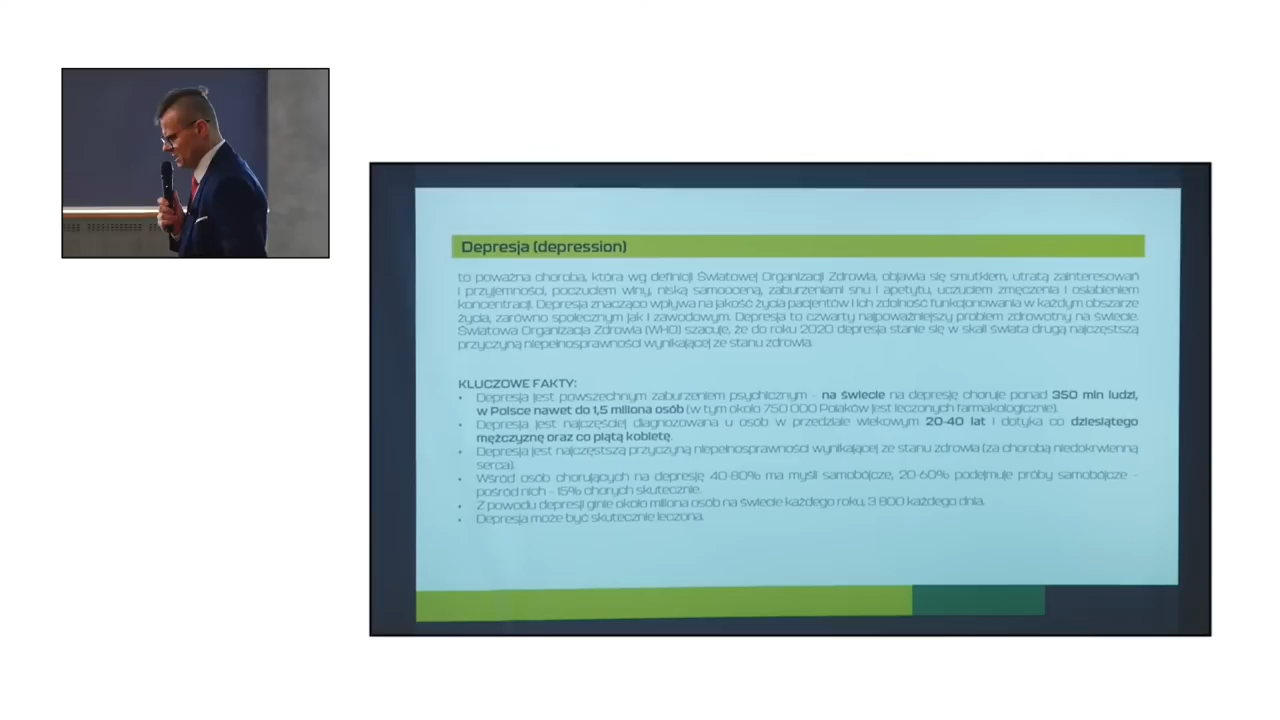 Depresja (depression)
to poważna choroba, która wg definicji Światowej Organizacji Zdrowia, objawia się smutkiem, utratą zainteresowań
i przyjemności, poczuciem winy, niską samooceną, zaburzeniami snu i apetytu, uczuciem zmęczenia i osłabieniem
koncentracji. Depresja znacząco wpływa na jakość życia pacjentów i ich zdolność funkcjonowania w każdym obszarze
życia, zarówno społecznym jak i zawodowym. Depresja to czwarty najpoważniejszy problem zdrowotny na świecie.
Światowa Organizacja Zdrowia (WHO) szacuje, że do roku 2020 depresja stanie się w skali świata drugą najczęstszą
przyczyną niepełnosprawności wynikającej ze stanu zdrowia.
KLUCZOWE FAKTY:
• Depresja jest powszechnym zaburzeniem psychicznym - na świecie na depresję choruje ponad 350 mln ludzi,
w Polsce nawet do 1,5 miliona osób (w tym około 750 000 Polaków jest leczonych farmakologicznie).
• Depresja jest najczęściej diagnozowana u osób w przedziale wiekowym 20-40 lat i dotyka co dziesiątego
mężczyznę oraz co piątą kobietę.
• Depresja jest najczęstszą przyczyną niepełnosprawności wynikającej ze stanu zdrowia (za chorobą niedokrwienną
serca).
• Wśród osób chorujących na depresję 40-80% ma myśli samobójcze, 20-60% podejmuje próby samobójcze -
pośród nich - 15% chorych skutecznie.
• Z powodu depresji ginie około miliona osób na świecie każdego roku, 3 800 każdego dnia.
• Depresja może być skutecznie leczona.